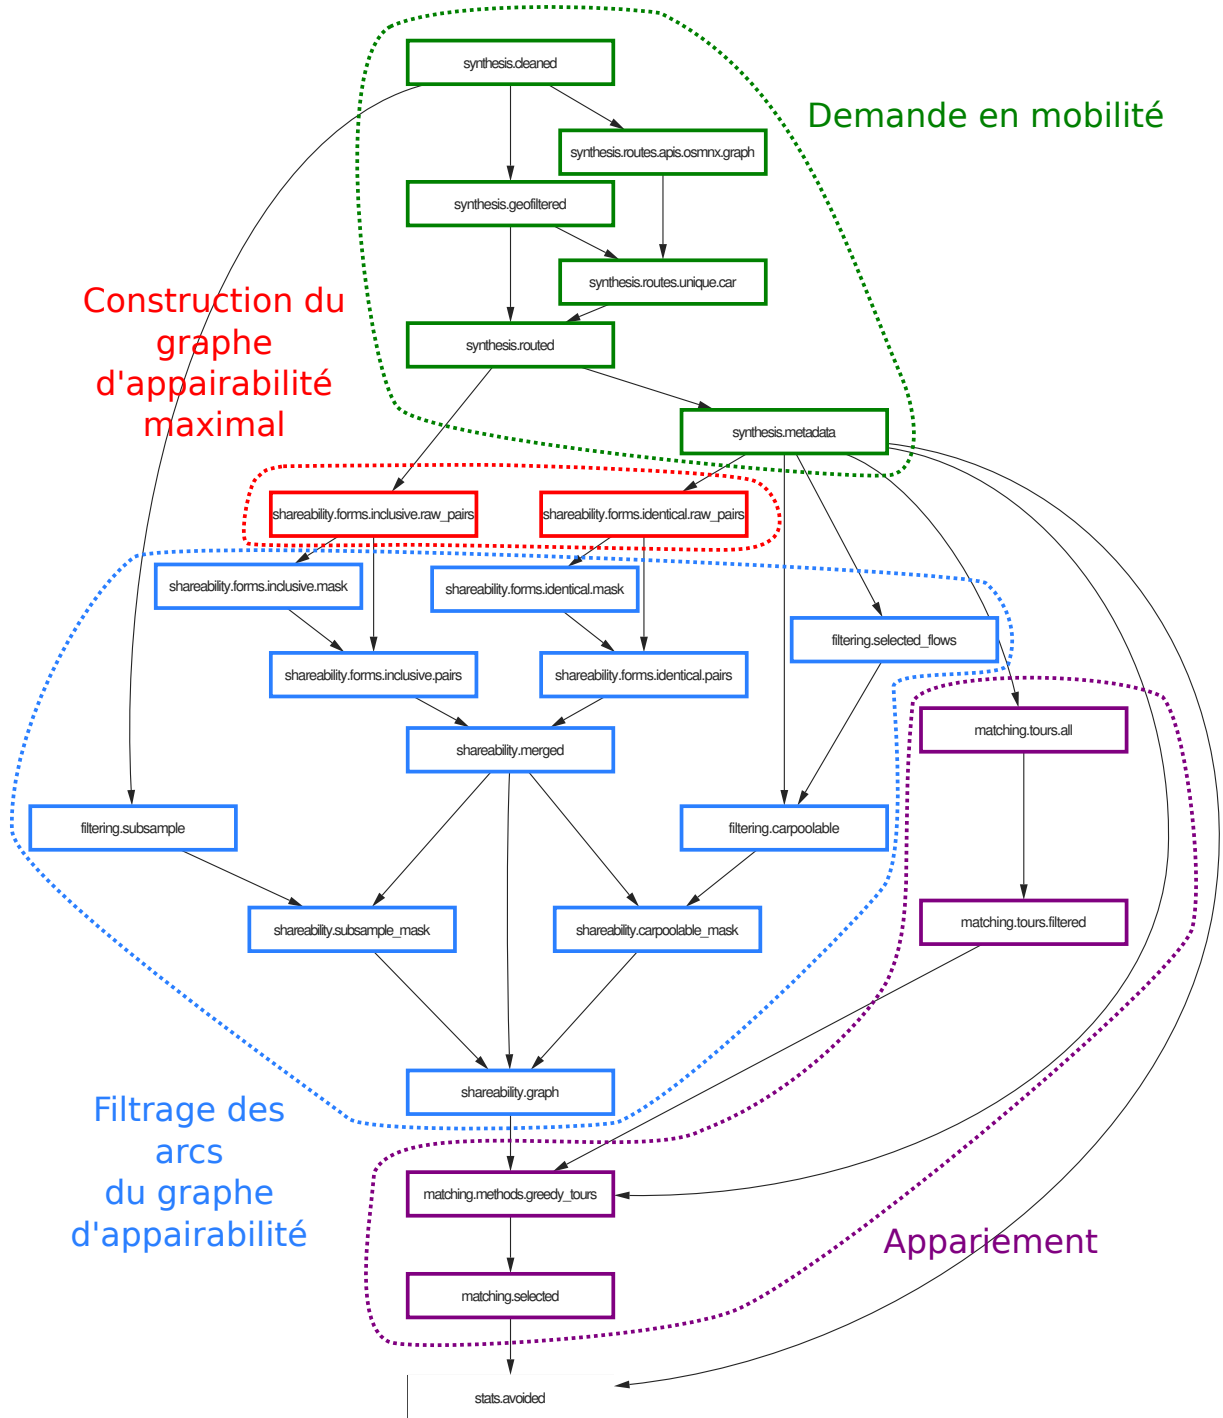 synthesis.cleaned
Demande en mobilité
synthesis.routes.apis.osmnx.graph
synthesis.geofiltered
synthesis.routes.unique.car
Construction du
graphe
d'appairabilité
maximal
synthesis.routed
synthesis.metadata
shareability.forms.inclusive.raw_pairs
shareability.forms.identical.raw_pairs
shareability.forms.inclusive.mask
shareability.forms.identical.mask
filtering.selected_flows
shareability.forms.inclusive.pairs
shareability.forms.identical.pairs
matching.tours.all
shareability.merged
filtering.subsample
filtering.carpoolable
shareability.subsample_mask
shareability.carpoolable_mask
matching.tours.filtered
shareability.graph
Filtrage des
arcs
du graphe
d'appairabilité
matching.methods.greedy_tours
Appariement
matching.selected
stats.avoided